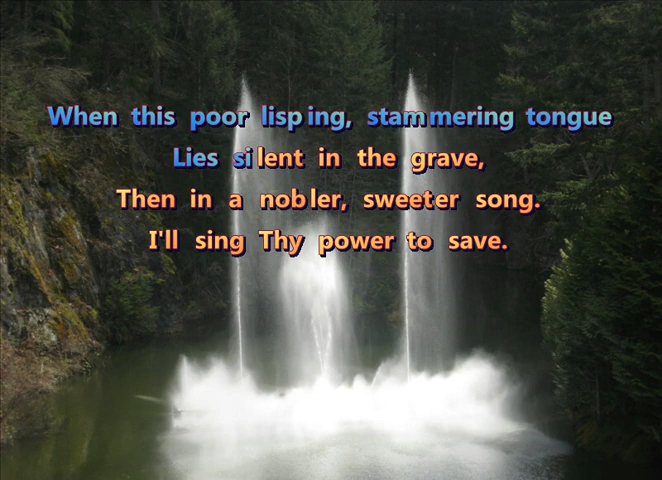 When this poor lisping, stammering tongue
Lies silent in the grave,
Then in a nobler, sweeter song.
I'll sing Thy power to save.